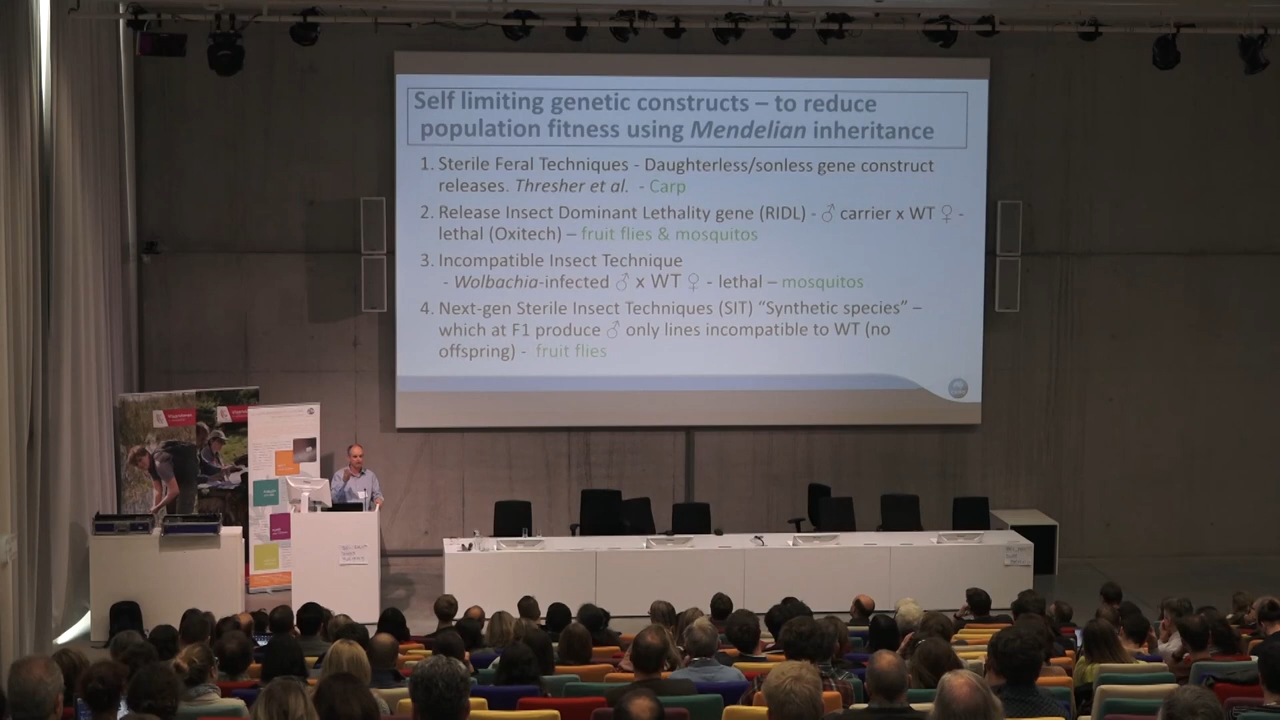 Self limiting genetic constructs – to reduce
population fitness using Mendelian inheritance
1. Sterile Feral Techniques - Daughterless/sonless gene construct
releases. Thresher et al. - Carp
2. Release Insect Dominant Lethality gene (RIDL) - ♂ carrier x WT ♀ -
lethal (Oxitech) – fruit flies & mosquitos
3. Incompatible Insect Technique
- Wolbachia-infected ♂ x WT ♀ - lethal – mosquitos
4. Next-gen Sterile Insect Techniques (SIT) “Synthetic species” –
which at F1 produce ♂ only lines incompatible to WT (no
offspring) - fruit flies